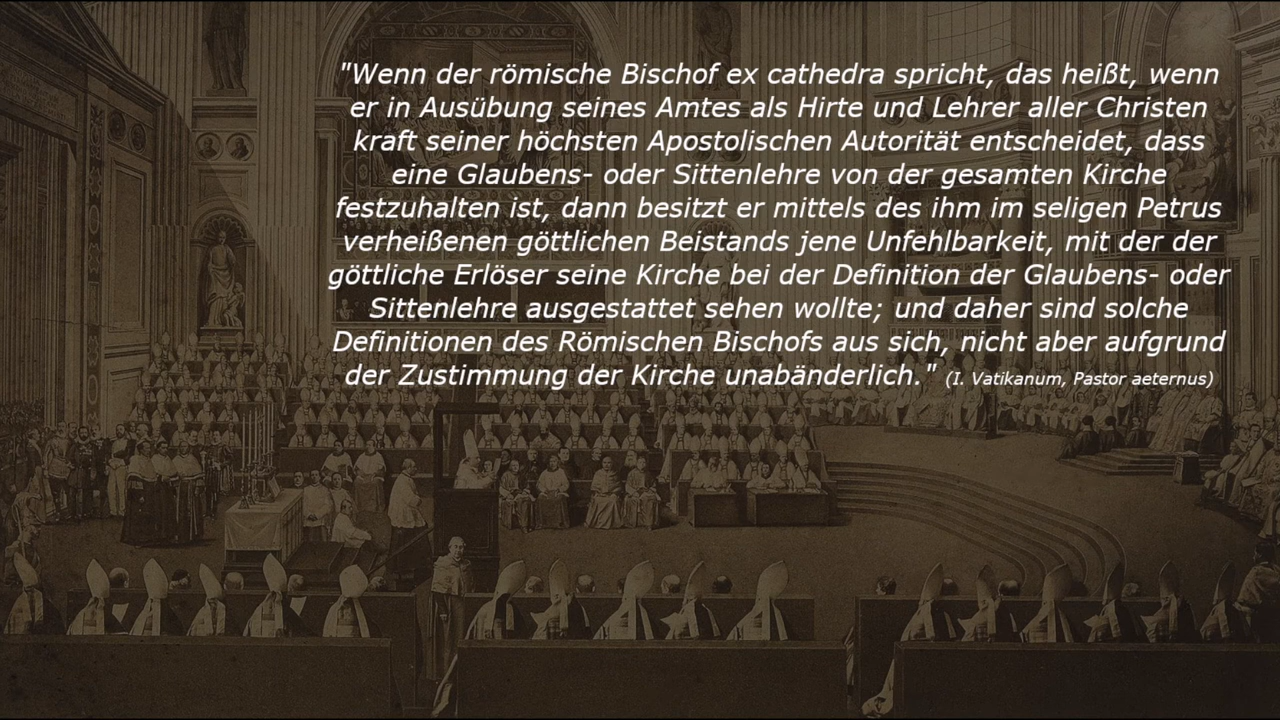 "Wenn der römische Bischof ex cathedra spricht, das heißt, wenn
er in Ausübung seines Amtes als Hirte und Lehrer aller Christen
kraft seiner höchsten Apostolischen Autorität entscheidet, dass
eine Glaubens- oder Sittenlehre von der gesamten Kirche
festzuhalten ist, dann besitzt er mittels des ihm im seligen Petrus
verheißenen göttlichen Beistands jene Unfehlbarkeit, mit der der
göttliche Erlöser seine Kirche bei der Definition der Glaubens- oder
Sittenlehre ausgestattet sehen wollte; und daher sind solche
Definitionen des Römischen Bischofs aus sich, nicht aber aufgrund
der Zustimmung der Kirche unabänderlich." (I. Vatikanum, Pastor aeternus)